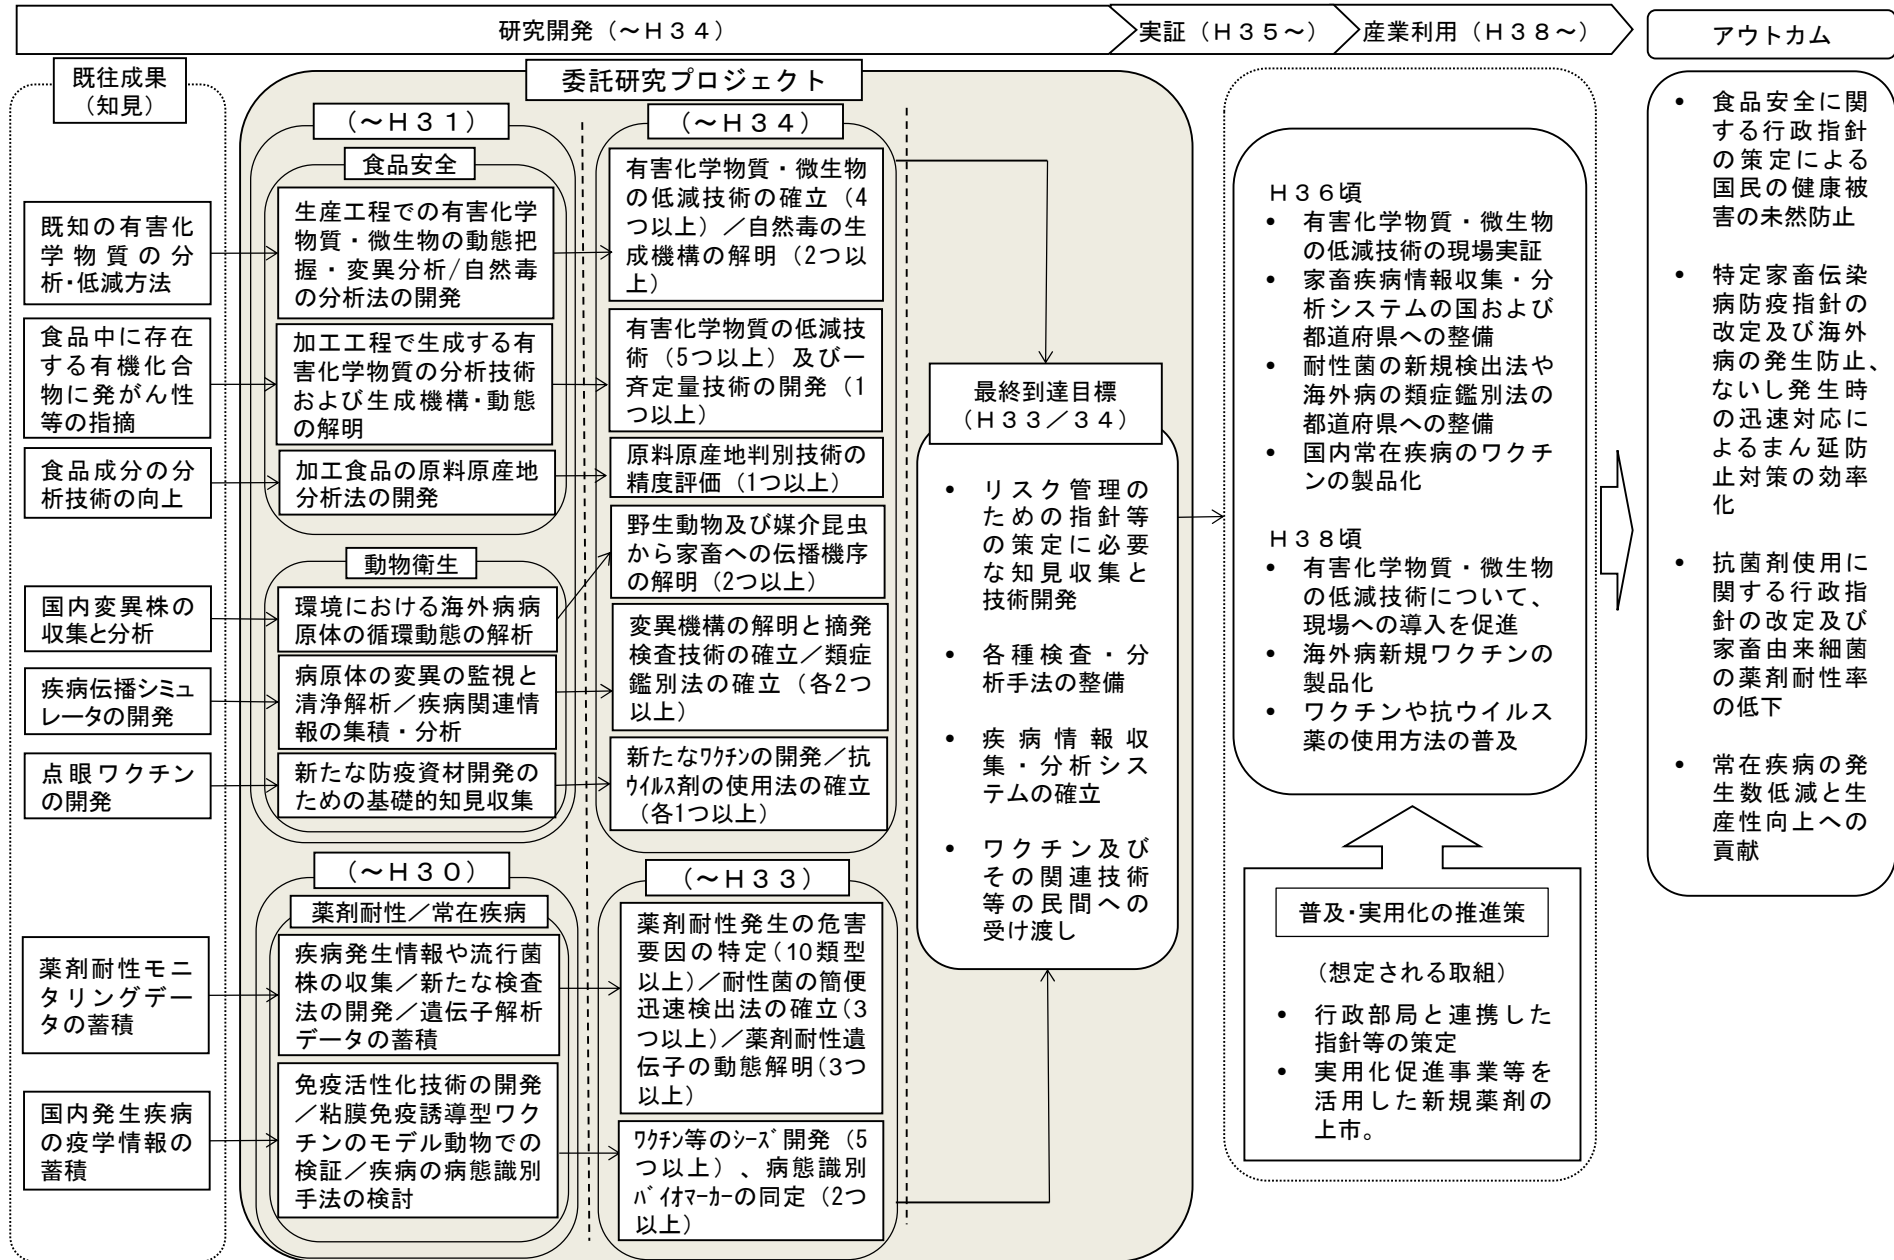 研究開発（～Ｈ３４）
実証（Ｈ３５～）
産業利用（Ｈ３８～）
アウトカム
既往成果
（知見）
既知の有害化
学物質の分
析・低減方法
食品中に存在
する有機化合
物に発がん性
等の指摘
食品成分の分
析技術の向上
国内変異株の
収集と分析
疾病伝播シミュ
レータの開発
点眼ワクチン
の開発
薬剤耐性モニ
タリングデー
タの蓄積
国内発生疾病
の疫学情報の
蓄積
委託研究プロジェクト
（～Ｈ３１）
食品安全
生産工程での有害化学
物質・微生物の動態把
握・変異分析/自然毒
の分析法の開発
加工工程で生成する有
害化学物質の分析技術
および生成機構・動態
の解明
加工食品の原料原産地
分析法の開発
動物衛生
環境における海外病病
原体の循環動態の解析
病原体の変異の監視と
清浄解析／疾病関連情
報の集積・分析
新たな防疫資材開発の
ための基礎的知見収集
（～Ｈ３０）
薬剤耐性／常在疾病
疾病発生情報や流行菌
株の収集／新たな検査
法の開発／遺伝子解析
データの蓄積
免疫活性化技術の開発
／粘膜免疫誘導型ワク
チンのモデル動物での
検証／疾病の病態識別
手法の検討
（～Ｈ３４）
有害化学物質・微生物
の低減技術の確立（4
つ以上）／自然毒の生
成機構の解明（2つ以
上）
有害化学物質の低減技
術（5つ以上）及び一
斉定量技術の開発（1
つ以上）
原料原産地判別技術の
精度評価（1つ以上）
野生動物及び媒介昆虫
から家畜への伝播機序
の解明（2つ以上）
変異機構の解明と摘発
検査技術の確立／類症
鑑別法の確立（各2つ
以上）
新たなﾜｸﾁﾝの開発／抗
ｳｲﾙｽ剤の使用法の確立
（各1つ以上）
（～Ｈ３３）
薬剤耐性発生の危害
要因の特定（10類型
以上）／耐性菌の簡便
迅速検出法の確立（3
つ以上）／薬剤耐性遺
伝子の動態解明（3つ
以上）
ﾜｸﾁﾝ等のｼｰｽﾞ開発（5
つ以上）、病態識別
ﾊﾞｲｵﾏｰｶｰの同定（2つ
以上）
最終到達目標
（Ｈ３３／３４）
• リスク管理の
ための指針等
の策定に必要
な知見収集と
技術開発
• 各種検査・分
析手法の整備
• 疾病情報収
集・分析シス
テムの確立
• ワクチン及び
その関連技術
等の民間への
受け渡し
Ｈ３６頃
• 有害化学物質・微生物
の低減技術の現場実証
• 家畜疾病情報収集・分
析システムの国および
都道府県への整備
• 耐性菌の新規検出法や
海外病の類症鑑別法の
都道府県への整備
• 国内常在疾病のワクチ
ンの製品化
Ｈ３８頃
• 有害化学物質・微生物
の低減技術について、
現場への導入を促進
• 海外病新規ワクチンの
製品化
• ワクチンや抗ウイルス
薬の使用方法の普及
普及・実用化の推進策
（想定される取組）
• 行政部局と連携した
指針等の策定
• 実用化促進事業等を
活用した新規薬剤の
上市。
• 食品安全に関
する行政指針
の策定による
国民の健康被
害の未然防止
• 特定家畜伝染
病防疫指針の
改定及び海外
病の発生防止、
ないし発生時
の迅速対応に
よるまん延防
止対策の効率
化
• 抗菌剤使用に
関する行政指
針の改定及び
家畜由来細菌
の薬剤耐性率
の低下
• 常在疾病の発
生数低減と生
産性向上への
貢献